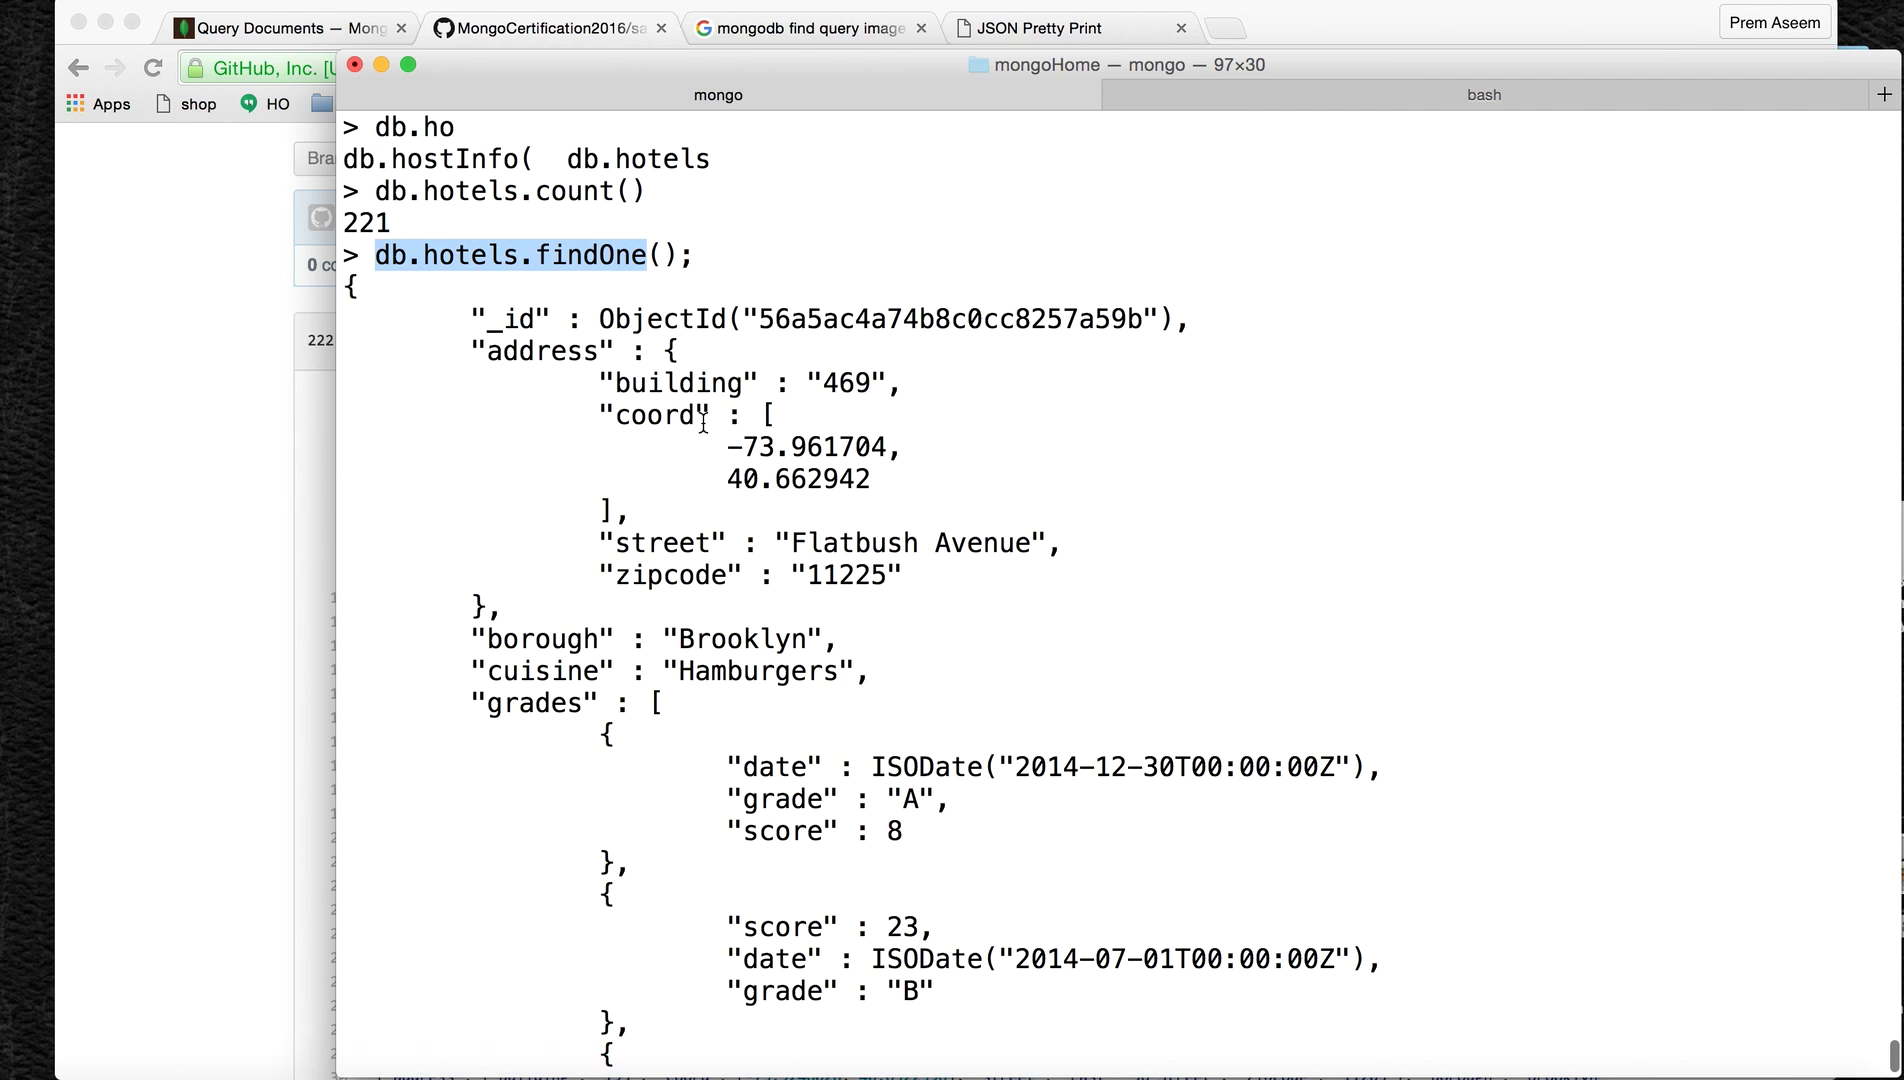 Query Documents — Mong
MongoCertification2016/sa
mongodb find query image
JSON Pretty Print
Prem Aseem
GitHub, Inc. [U
mongoHome — mongo — 97×30
Apps
shop
HO
mongo
bash
Bra
0 co
222
> db.ho
db.hostInfo(  db.hotels
> db.hotels.count()
221
> db.hotels.findOne();
{
"_id" : ObjectId("56a5ac4a74b8c0cc8257a59b"),
"address" : {
"building" : "469",
"coord" : [
-73.961704,
40.662942
],
"street" : "Flatbush Avenue",
"zipcode" : "11225"
},
"borough" : "Brooklyn",
"cuisine" : "Hamburgers",
"grades" : [
{
"date" : ISODate("2014-12-30T00:00:00Z"),
"grade" : "A",
"score" : 8
},
{
"score" : 23,
"date" : ISODate("2014-07-01T00:00:00Z"),
"grade" : "B"
},
{